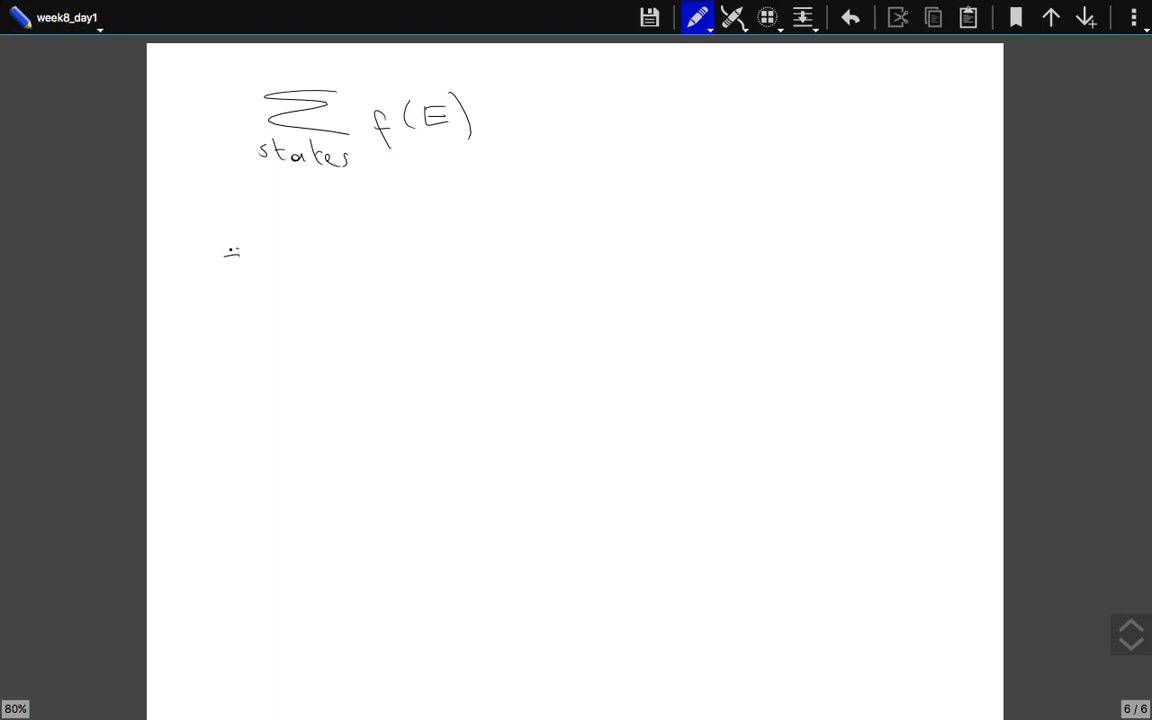 week8_day1
Σ f(E)
states
=
80%
6 / 6